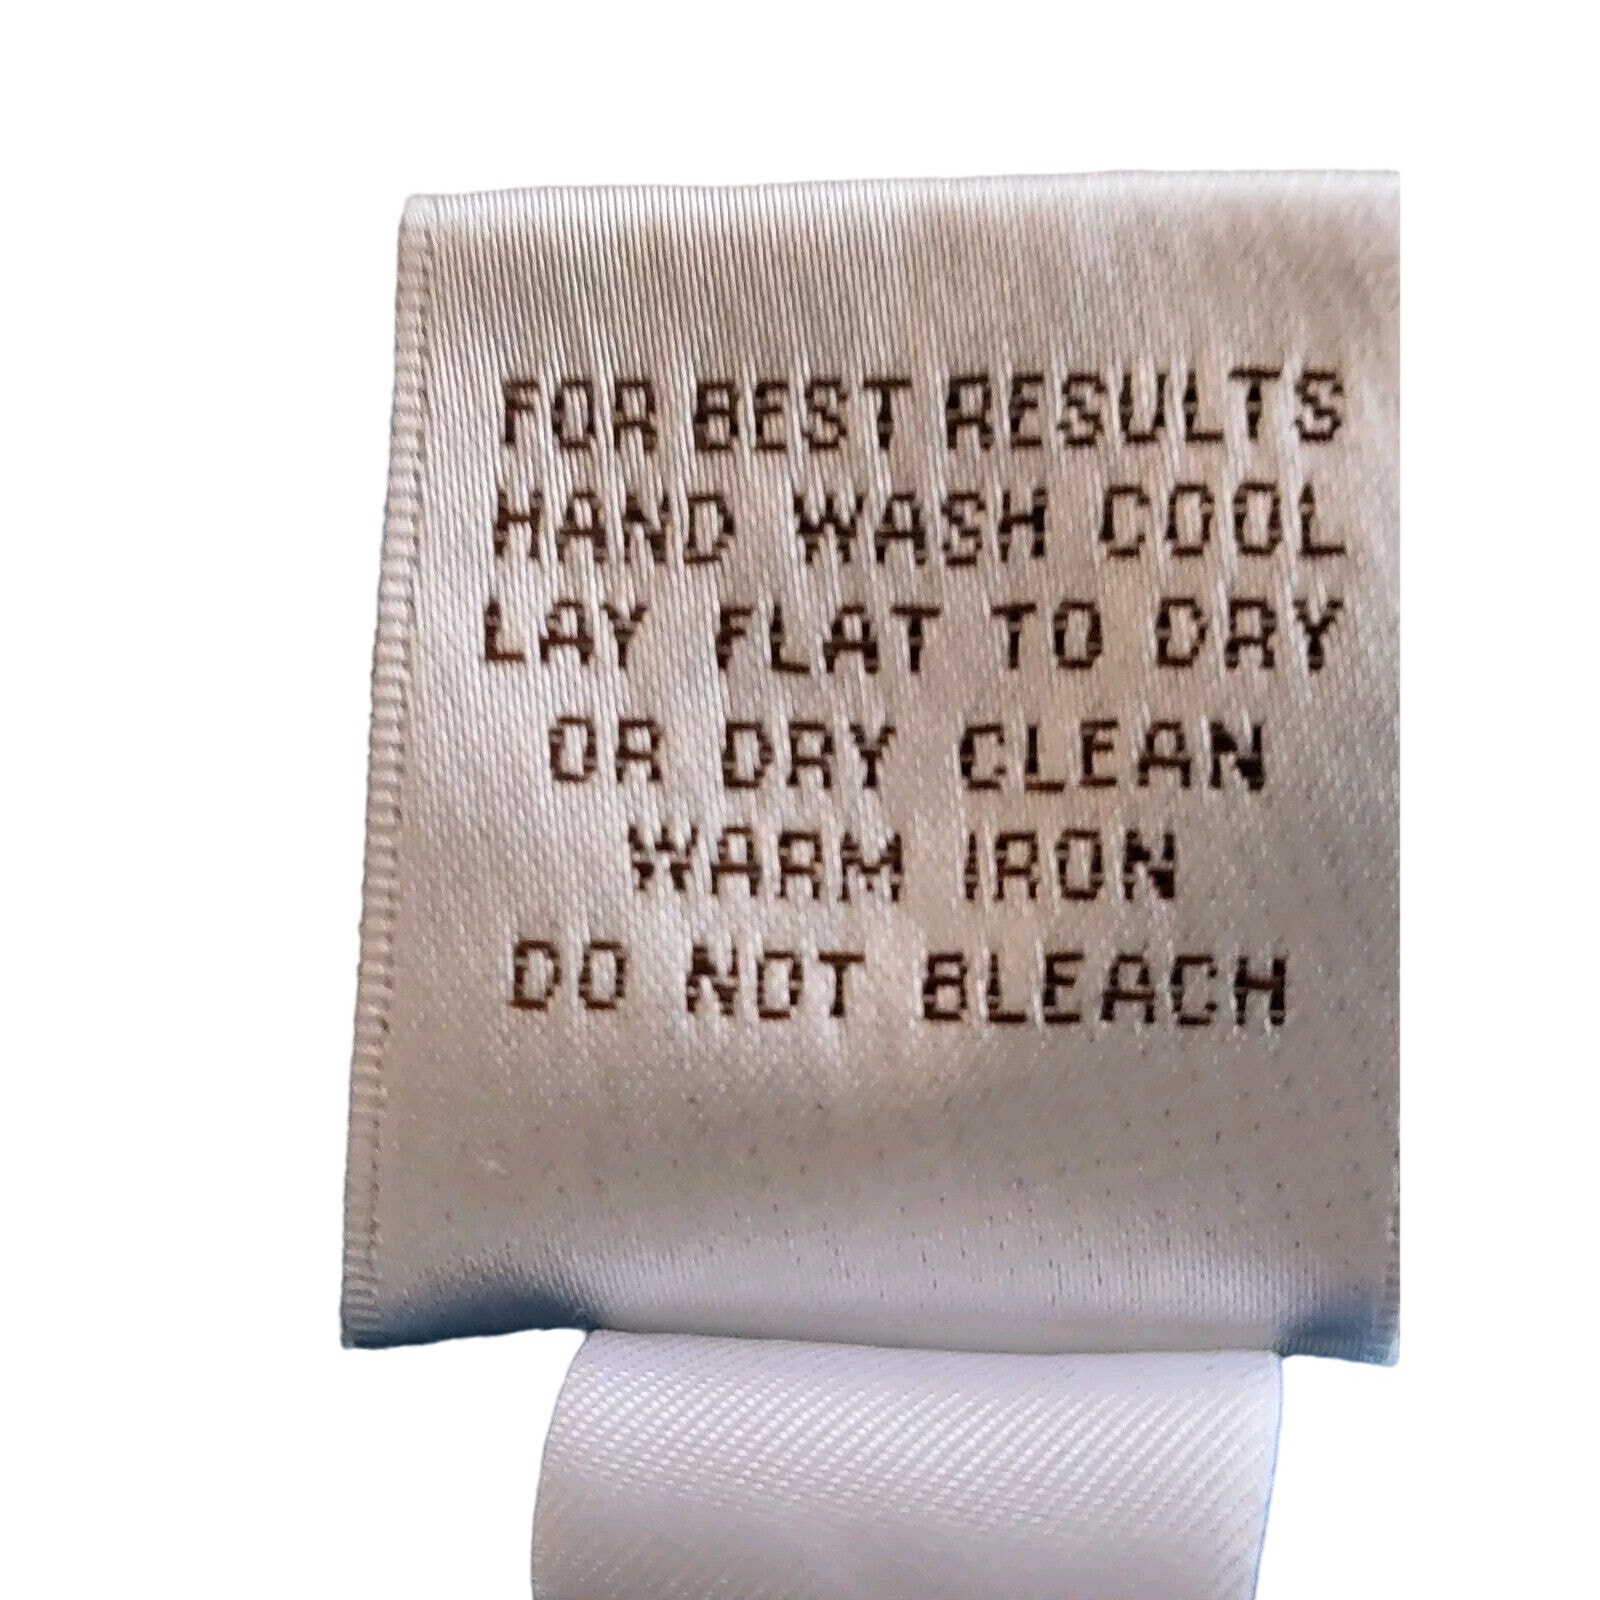 FOR BEST RESULTS
HAND WASH COOL
LAY FLAT TO DRY
OR DRY CLEAN
WARM IRON
DO NOT BLEACH